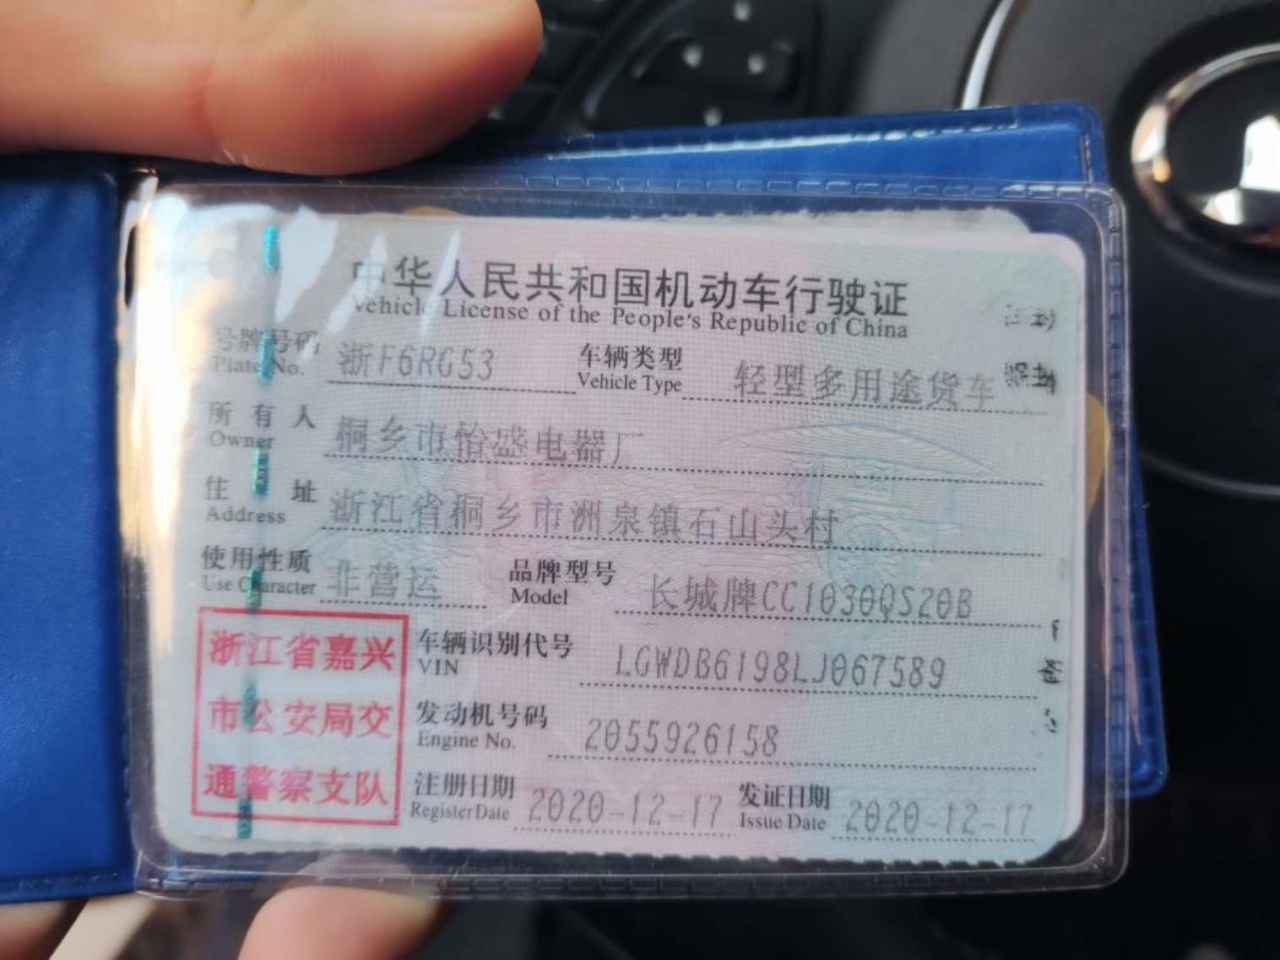 中华人民共和国机动车行驶证
Vehicle License of the People's Republic of China
号牌号码 浙F6RG53 车辆类型 轻型多用途货车
Plate No. Vehicle Type
所有人 桐乡市怡盛电器厂
Owner
住址 浙江省桐乡市洲泉镇石山头村
Address
使用性质 非营运 品牌型号 长城牌CC1030QS20B
Use Character Model
浙江省嘉兴
市公安局交
通警察支队
车辆识别代号 LGWDB6198LJ067589
VIN
发动机号码 2055926158
Engine No.
注册日期 2020-12-17 发证日期 2020-12-17
Register Date Issue Date